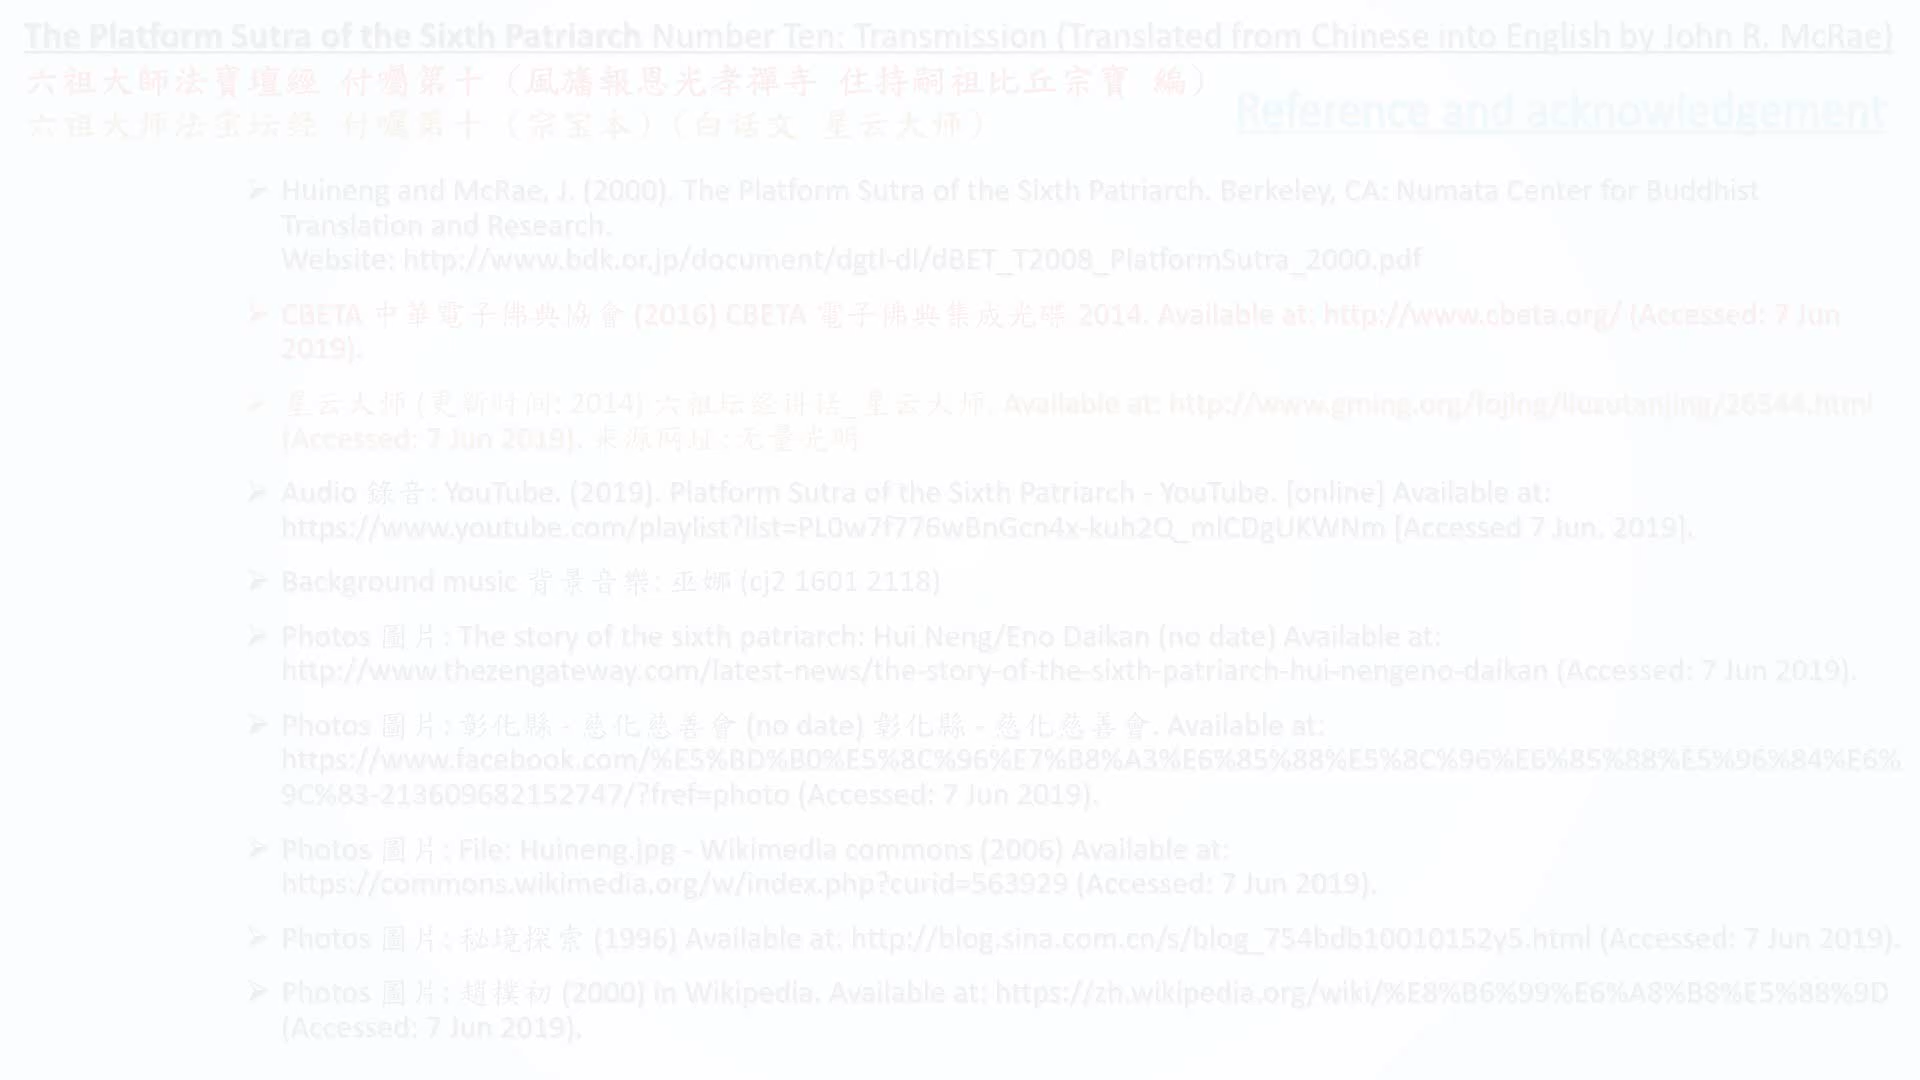 The Platform Sutra of the Sixth Patriarch Number Ten: Transmission (Translated from Chinese into English by John R. McRae)
六祖大師法寶壇經 付囑第十（風旛報恩光孝禪寺 住持嗣祖比丘宗寶 編）
六祖大师法宝坛经 付嘱第十（宗宝本）（白话文 星云大师）
Reference and acknowledgement
➢ Huineng and McRae, J. (2000). The Platform Sutra of the Sixth Patriarch. Berkeley, CA: Numata Center for Buddhist
Translation and Research.
Website: http://www.bdk.or.jp/document/dgtl-dl/dBET_T2008_PlatformSutra_2000.pdf
➢ CBETA 中華電子佛典協會 (2016) CBETA 電子佛典集成光碟 2014. Available at: http://www.cbeta.org/ (Accessed: 7 Jun
2019).
➢ 星云大师 (更新时间: 2014) 六祖坛经讲话_星云大师. Available at: http://www.gming.org/fojing/liuzutanjing/26544.html
(Accessed: 7 Jun 2019). 来源网址: 无量光明
➢ Audio 錄音: YouTube. (2019). Platform Sutra of the Sixth Patriarch - YouTube. [online] Available at:
https://www.youtube.com/playlist?list=PL0w7f776wBnGcn4x-kuh2Q_mlCDgUKWNm [Accessed 7 Jun. 2019].
➢ Background music 背景音樂: 巫娜 (cj2 1601 2118)
➢ Photos 圖片: The story of the sixth patriarch: Hui Neng/Eno Daikan (no date) Available at:
http://www.thezengateway.com/latest-news/the-story-of-the-sixth-patriarch-hui-nengeno-daikan (Accessed: 7 Jun 2019).
➢ Photos 圖片: 彰化縣 - 慈化慈善會 (no date) 彰化縣 - 慈化慈善會. Available at:
https://www.facebook.com/%E5%BD%B0%E5%8C%96%E7%B8%A3%E6%85%88%E5%8C%96%E6%85%88%E5%96%84%E6%
9C%83-213609682152747/?fref=photo (Accessed: 7 Jun 2019).
➢ Photos 圖片: File: Huineng.jpg - Wikimedia commons (2006) Available at:
https://commons.wikimedia.org/w/index.php?curid=563929 (Accessed: 7 Jun 2019).
➢ Photos 圖片: 秘境探索 (1996) Available at: http://blog.sina.com.cn/s/blog_754bdb10010152y5.html (Accessed: 7 Jun 2019).
➢ Photos 圖片: 趙樸初 (2000) in Wikipedia. Available at: https://zh.wikipedia.org/wiki/%E8%B6%99%E6%A8%B8%E5%88%9D
(Accessed: 7 Jun 2019).